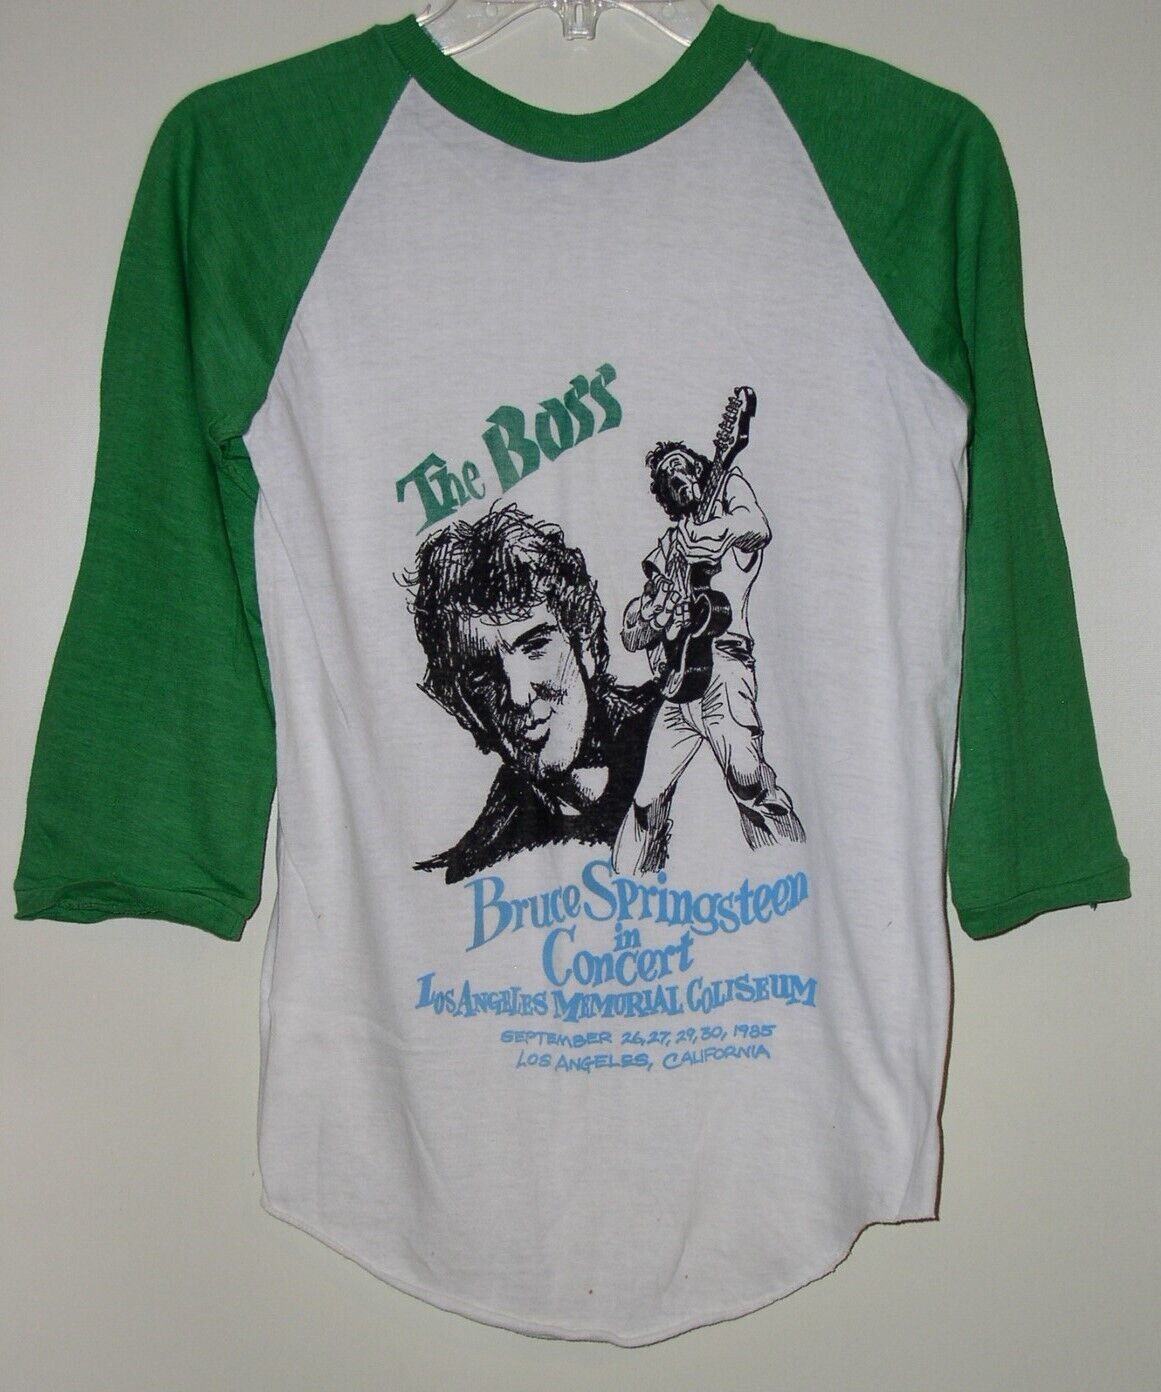 The Boss
Bruce Springsteen
in
Concert
Los Angeles Memorial Coliseum
September 26, 27, 29, 30, 1985
Los Angeles, California